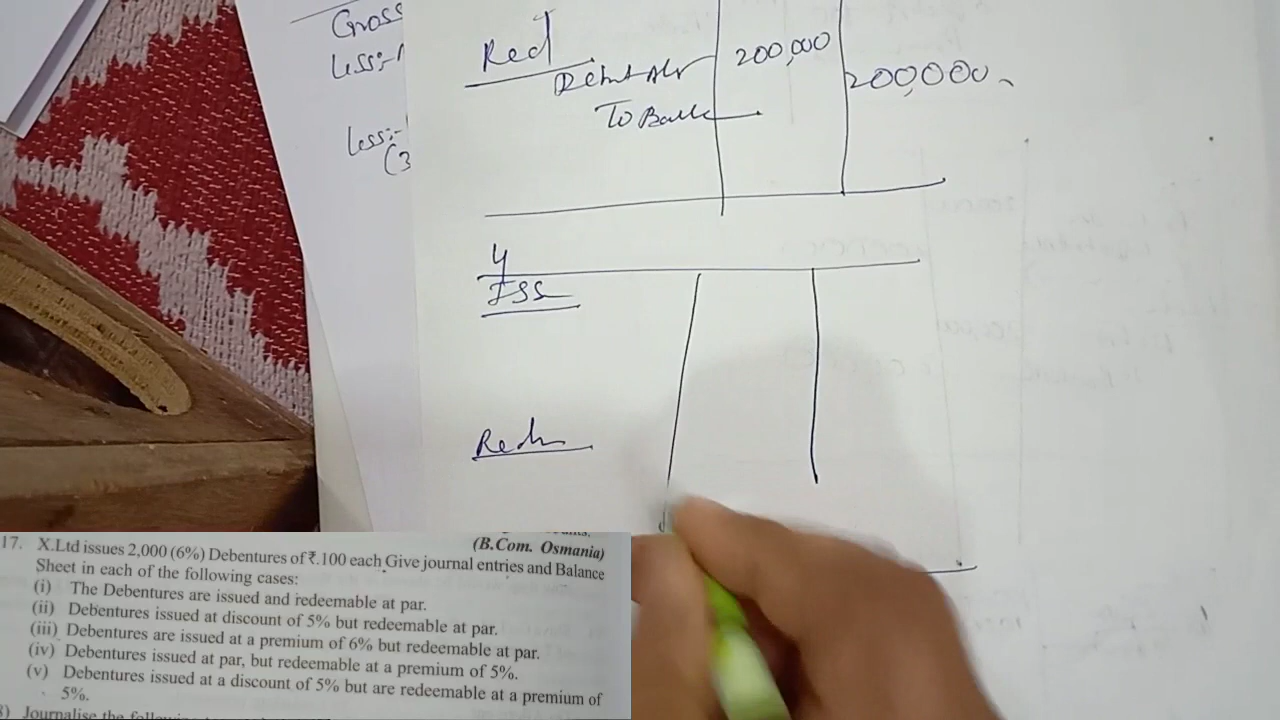 Gross
Less:-
Less:-
(3
Red
200,000
200,000
To Bank
4
Iss
Redn
(B.Com. Osmania)
17. X.Ltd issues 2,000 (6%) Debentures of ₹.100 each Give journal entries and Balance
Sheet in each of the following cases:
(i) The Debentures are issued and redeemable at par.
(ii) Debentures issued at discount of 5% but redeemable at par.
(iii) Debentures are issued at a premium of 6% but redeemable at par.
(iv) Debentures issued at par, but redeemable at a premium of 5%.
(v) Debentures issued at a discount of 5% but are redeemable at a premium of
5%.
8) Journalise the